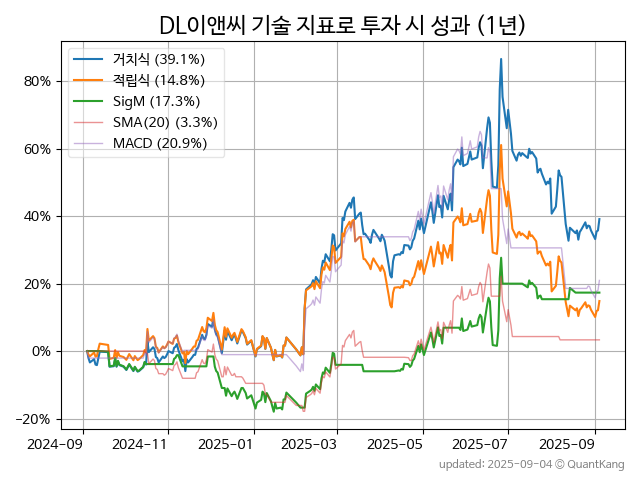 DL이앤씨 기술 지표로 투자 시 성과 (1년)
거치식 (39.1%)
적립식 (14.8%)
SigM (17.3%)
SMA(20) (3.3%)
MACD (20.9%)
80%
60%
40%
20%
0%
−20%
2024-09 2024-11 2025-01 2025-03 2025-05 2025-07 2025-09
updated: 2025-09-04 © QuantKang